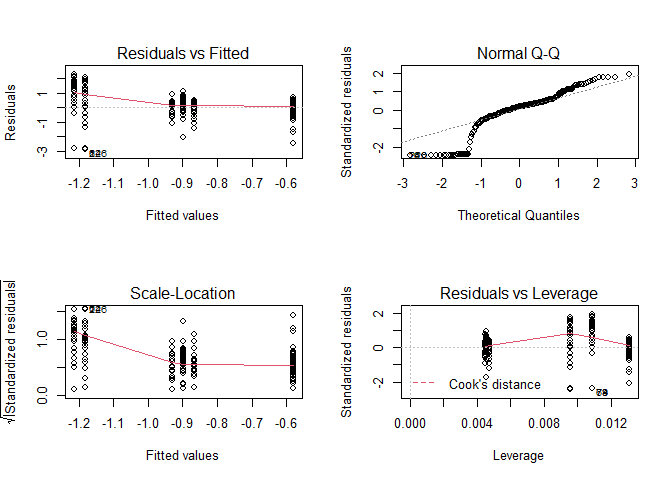 Residuals vs Fitted
Residuals
1
-1
-3
-1.2 -1.1 -1.0 -0.9 -0.8 -0.7 -0.6
Fitted values
Normal Q-Q
Standardized residuals
2
0
-2
-3 -2 -1 0 1 2 3
Theoretical Quantiles
Scale-Location
√|Standardized residuals|
1.0
0.0
-1.2 -1.1 -1.0 -0.9 -0.8 -0.7 -0.6
Fitted values
Residuals vs Leverage
Standardized residuals
2
0
-2
Cook's distance
0.000 0.004 0.008 0.012
Leverage